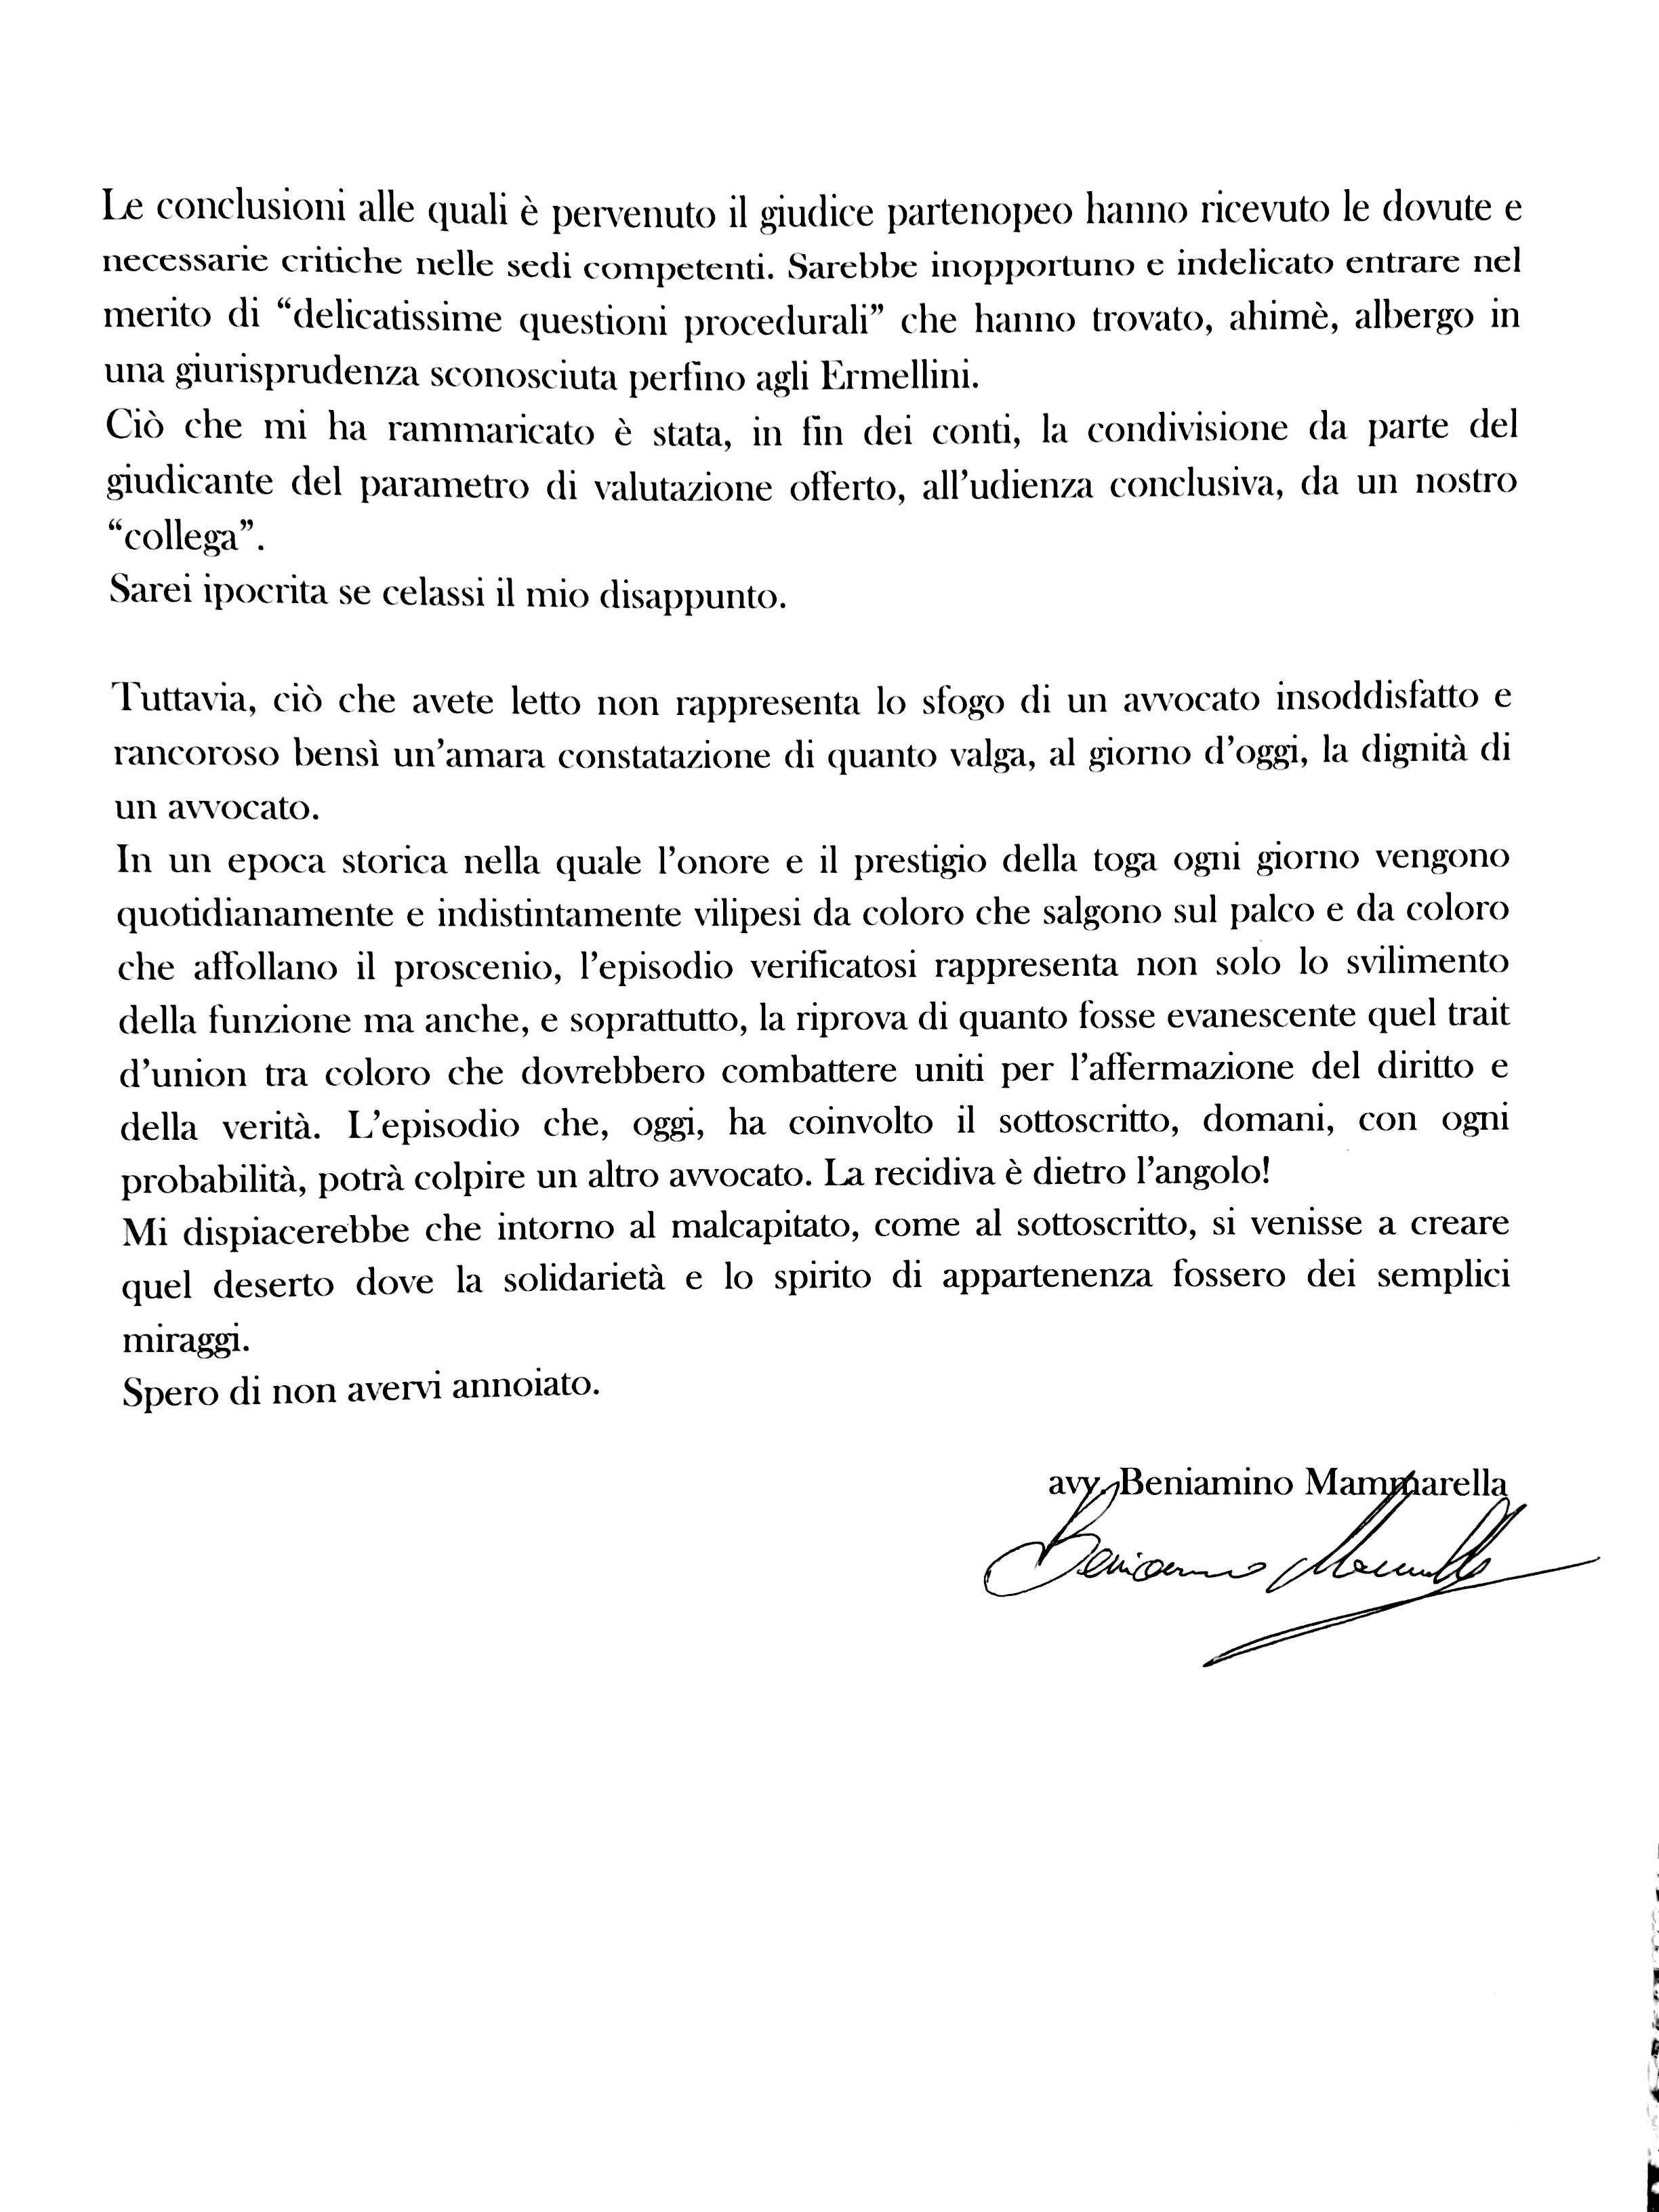 Le conclusioni alle quali è pervenuto il giudice partenopeo hanno ricevuto le dovute e
necessarie critiche nelle sedi competenti. Sarebbe inopportuno e indelicato entrare nel
merito di “delicatissime questioni procedurali” che hanno trovato, ahimè, albergo in
una giurisprudenza sconosciuta perfino agli Ermellini.
Ciò che mi ha rammaricato è stata, in fin dei conti, la condivisione da parte del
giudicante del parametro di valutazione offerto, all’udienza conclusiva, da un nostro
“collega”.
Sarei ipocrita se celassi il mio disappunto.
Tuttavia, ciò che avete letto non rappresenta lo sfogo di un avvocato insoddisfatto e
rancoroso bensì un’amara constatazione di quanto valga, al giorno d’oggi, la dignità di
un avvocato.
In un epoca storica nella quale l’onore e il prestigio della toga ogni giorno vengono
quotidianamente e indistintamente vilipesi da coloro che salgono sul palco e da coloro
che affollano il proscenio, l’episodio verificatosi rappresenta non solo lo svilimento
della funzione ma anche, e soprattutto, la riprova di quanto fosse evanescente quel trait
d’union tra coloro che dovrebbero combattere uniti per l’affermazione del diritto e
della verità. L’episodio che, oggi, ha coinvolto il sottoscritto, domani, con ogni
probabilità, potrà colpire un altro avvocato. La recidiva è dietro l’angolo!
Mi dispiacerebbe che intorno al malcapitato, come al sottoscritto, si venisse a creare
quel deserto dove la solidarietà e lo spirito di appartenenza fossero dei semplici
miraggi.
Spero di non avervi annoiato.
avv. Beniamino Mammarella